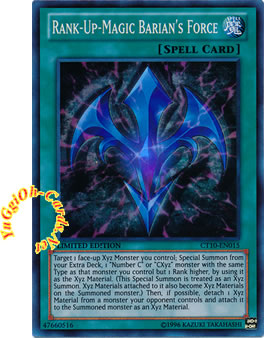 RANK-UP-MAGIC BARIAN'S FORCE
[SPELL CARD]
YuGgiOh-Cards.Net
LIMITED EDITION
CT10-EN015
Target 1 face-up Xyz Monster you control; Special Summon from
your Extra Deck, 1 "Number C" or "CXyz" monster with the same
Type as that monster you control but 1 Rank higher, by using it
as the Xyz Material. (This Special Summon is treated as an Xyz
Summon. Xyz Materials attached to it also become Xyz Materials
on the Summoned monster.) Then, if possible, detach 1 Xyz
Material from a monster your opponent controls and attach it
to the Summoned monster as an Xyz Material.
47660516
©1996 KAZUKI TAKAHASHI